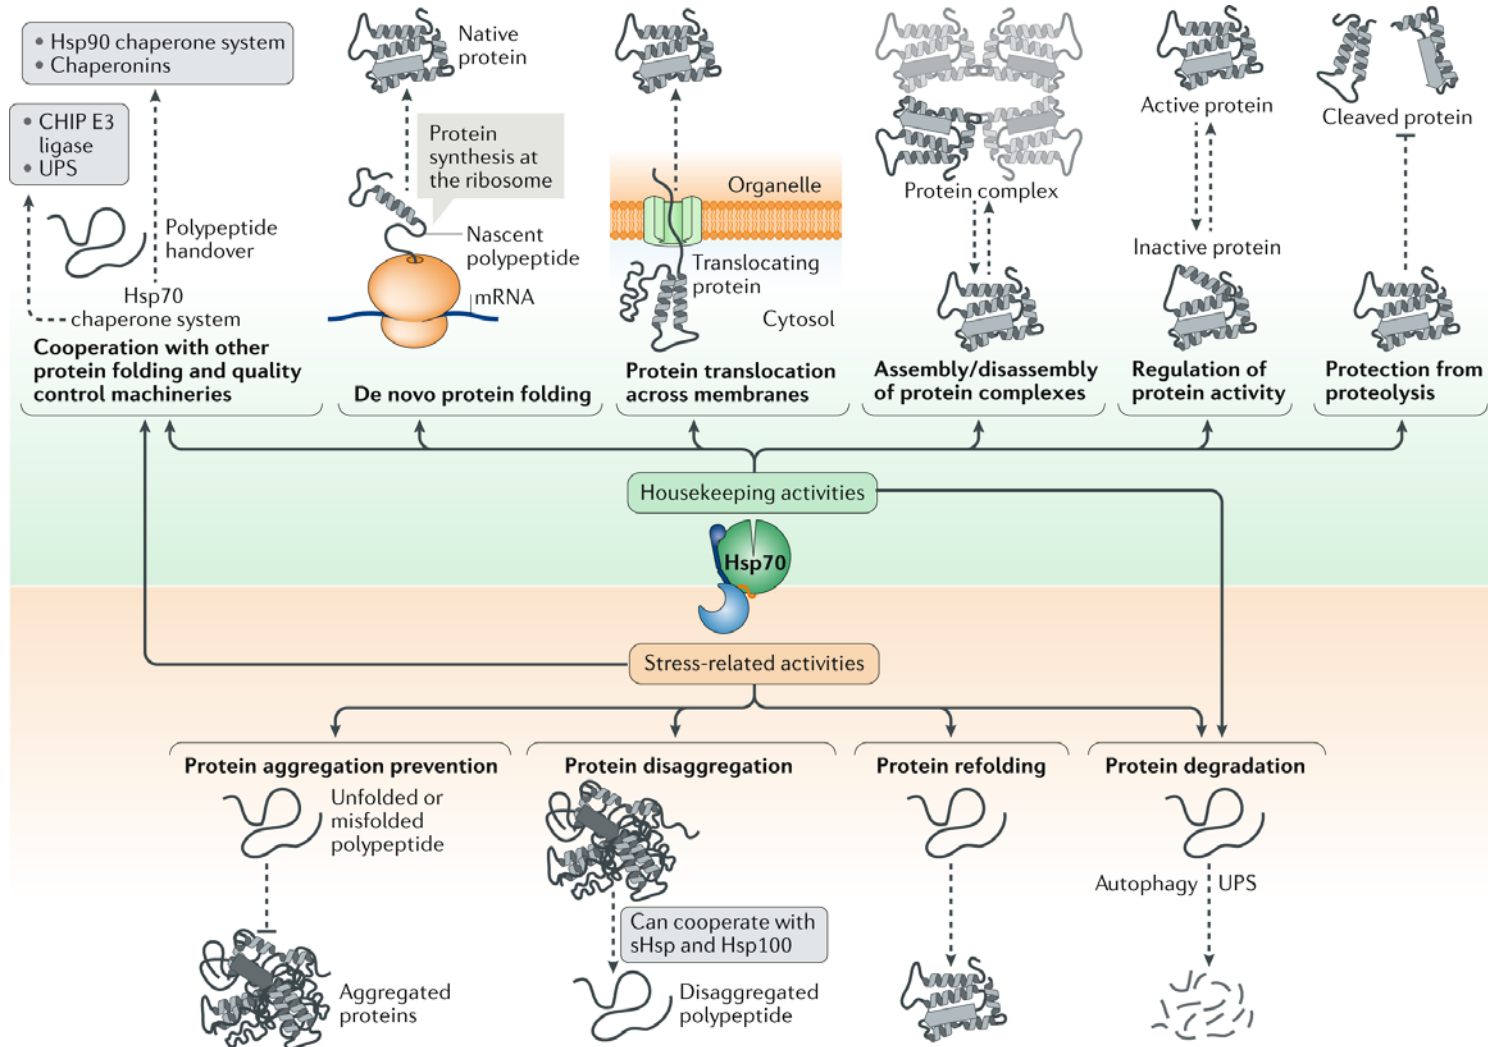 • Hsp90 chaperone system
• Chaperonins
• CHIP E3
ligase
• UPS
Polypeptide
handover
Hsp70
chaperone system
Cooperation with other
protein folding and quality
control machineries
Native
protein
Protein
synthesis at
the ribosome
Nascent
polypeptide
mRNA
De novo protein folding
Organelle
Translocating
protein
Cytosol
Protein translocation
across membranes
Protein complex
Assembly/disassembly
of protein complexes
Active protein
Inactive protein
Regulation of
protein activity
Cleaved protein
Protection from
proteolysis
Housekeeping activities
Hsp70
Stress-related activities
Protein aggregation prevention
Unfolded or
misfolded
polypeptide
Aggregated
proteins
Protein disaggregation
Can cooperate with
sHsp and Hsp100
Disaggregated
polypeptide
Protein refolding
Protein degradation
Autophagy
UPS